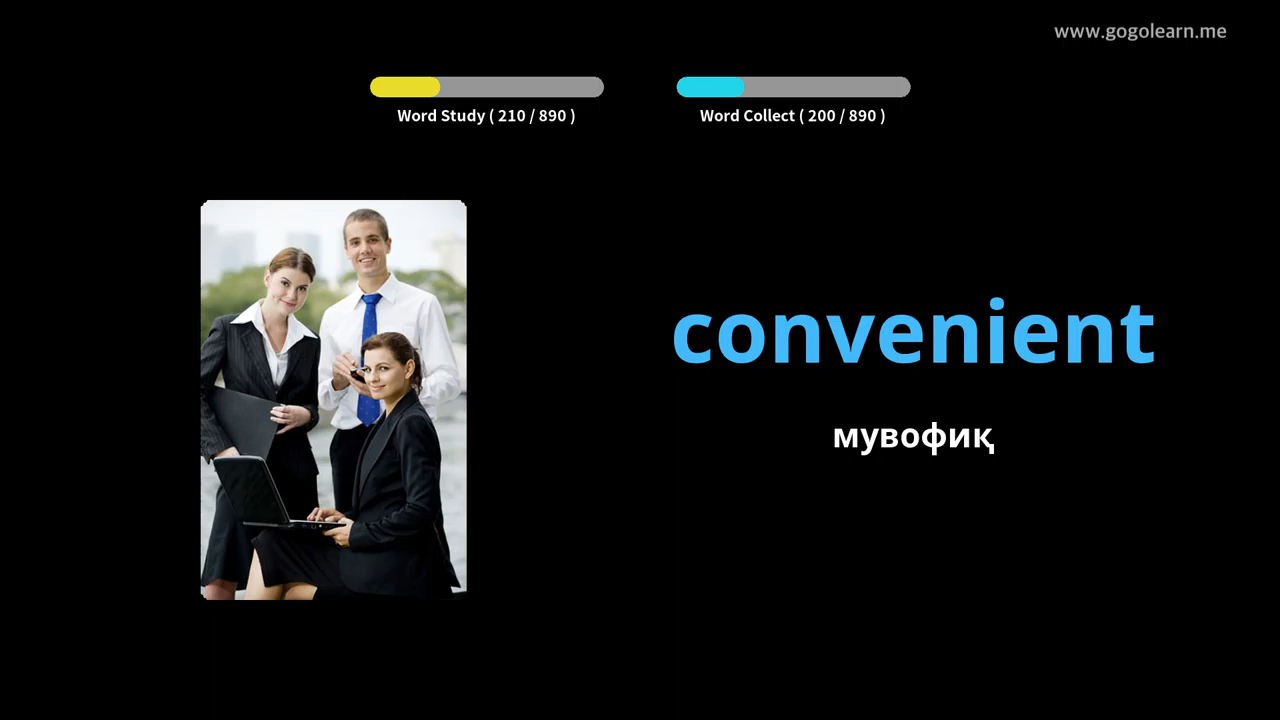 www.gogolearn.me
Word Study ( 210 / 890 )
Word Collect ( 200 / 890 )
convenient
мувофиқ